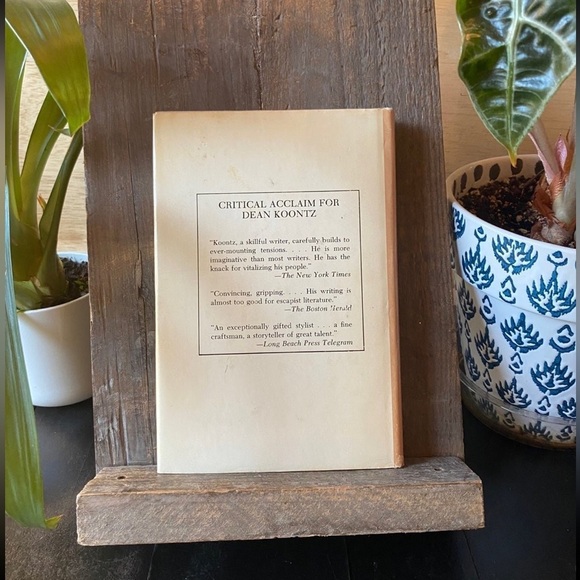 CRITICAL ACCLAIM FOR
DEAN KOONTZ
"Koontz, a skillful writer, carefully builds to
ever-mounting tensions. . . . He is more
imaginative than most writers. He has the
knack for vitalizing his people."
—The New York Times
"Convincing, gripping. . . . His writing is
almost too good for escapist literature."
—The Boston Herald
"An exceptionally gifted stylist . . . a fine
craftsman, a storyteller of great talent."
—Long Beach Press Telegram